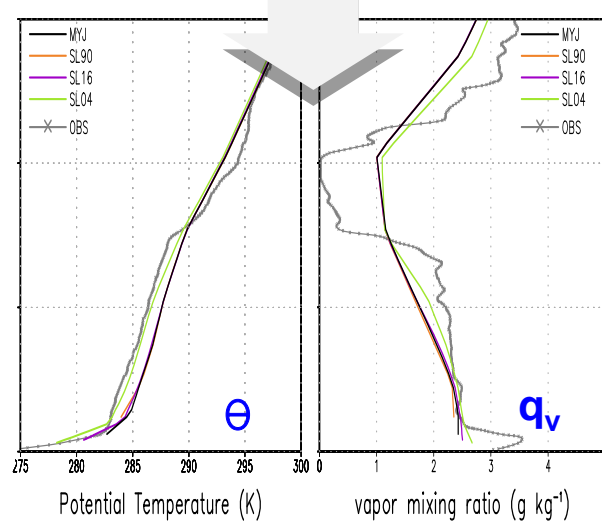 MYJ
SL90
SL16
SL04
OBS
Θ
275 280 285 290 295 300
Potential Temperature (K)
MYJ
SL90
SL16
SL04
OBS
qv
0 1 2 3 4
vapor mixing ratio (g kg⁻¹)